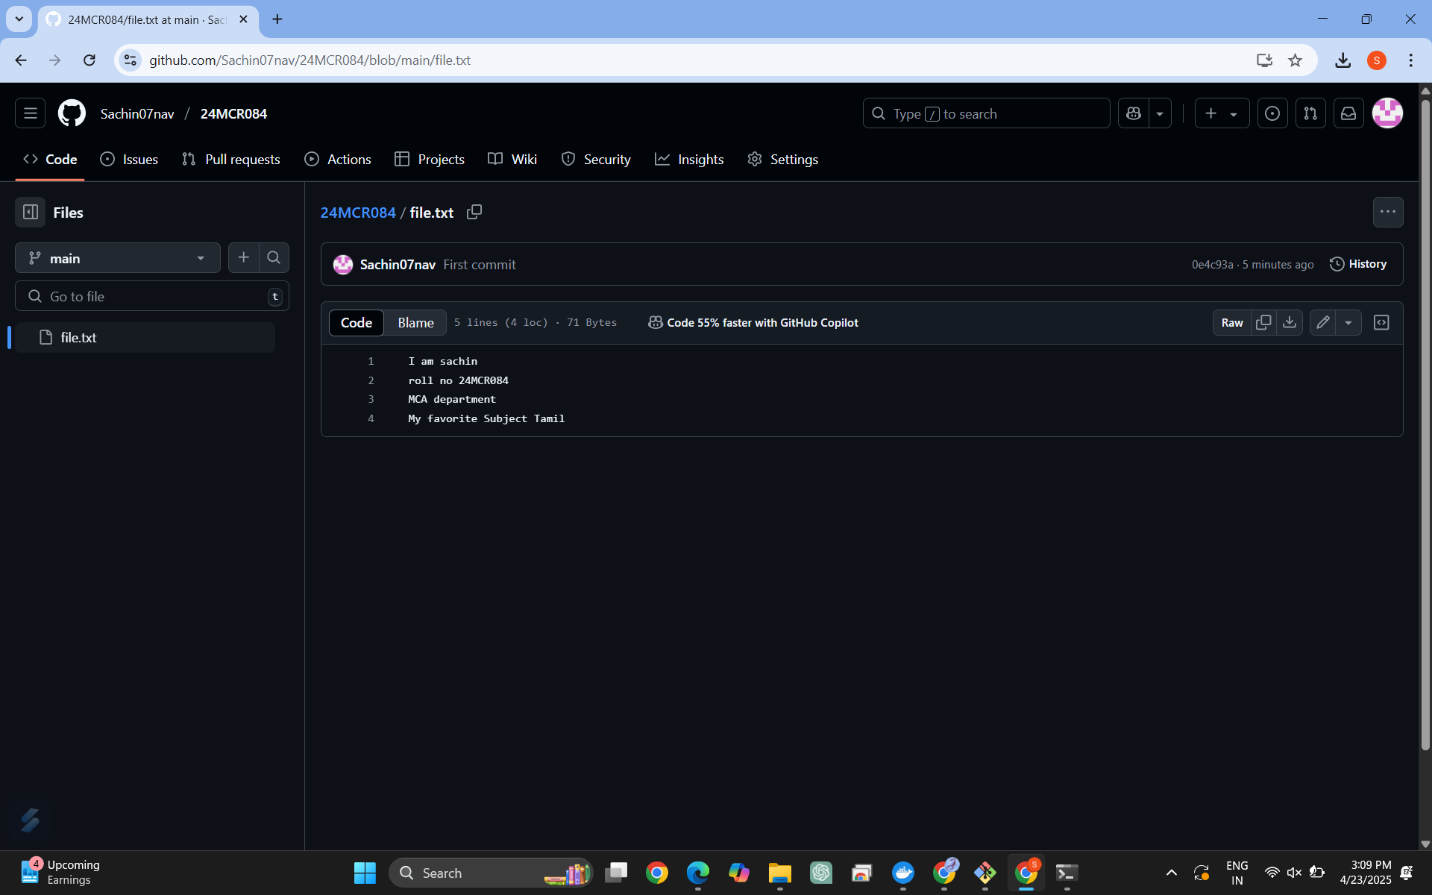 24MCR084/file.txt at main · Sac
github.com/Sachin07nav/24MCR084/blob/main/file.txt
S
Sachin07nav / 24MCR084
Type / to search
Code
Issues
Pull requests
Actions
Projects
Wiki
Security
Insights
Settings
Files
24MCR084 / file.txt
main
Sachin07nav First commit
0e4c93a · 5 minutes ago
History
Go to file
t
file.txt
Code
Blame
5 lines (4 loc) · 71 Bytes
Code 55% faster with GitHub Copilot
Raw
1 I am sachin
2 roll no 24MCR084
3 MCA department
4 My favorite Subject Tamil
4
Upcoming
Earnings
Search
S
ENG
IN
3:09 PM
4/23/2025